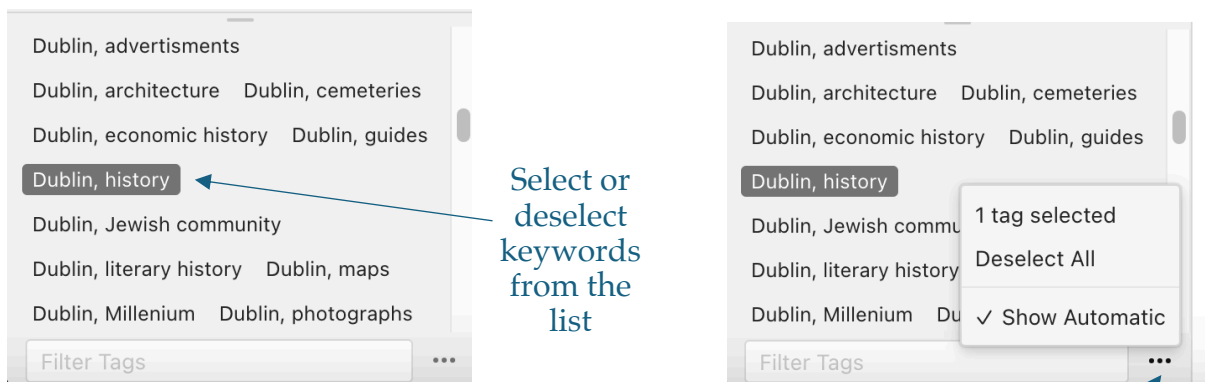 Dublin, advertisments
Dublin, architecture Dublin, cemeteries
Dublin, economic history Dublin, guides
Dublin, history
Dublin, Jewish community
Dublin, literary history Dublin, maps
Dublin, Millenium Dublin, photographs
Filter Tags
Select or
deselect
keywords
from the
list
Dublin, advertisments
Dublin, architecture Dublin, cemeteries
Dublin, economic history Dublin, guides
Dublin, history
Dublin, Jewish commu
Dublin, literary history
Dublin, Millenium Du
1 tag selected
Deselect All
✓ Show Automatic
Filter Tags